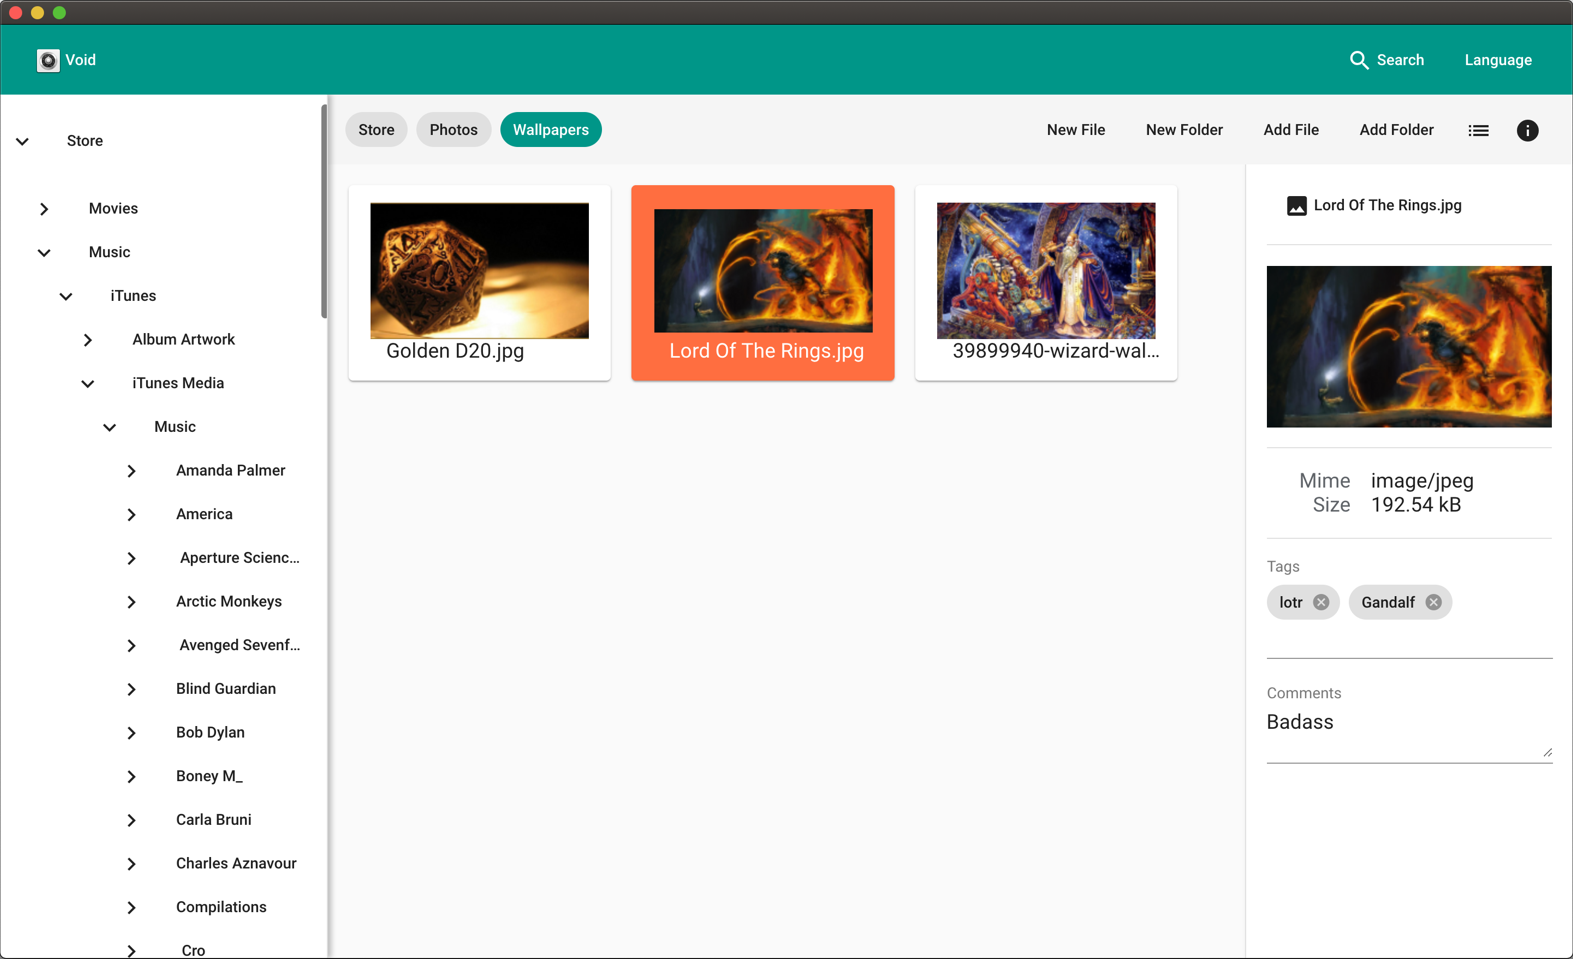 Void
Search
Language
Store
Movies
Music
iTunes
Album Artwork
iTunes Media
Music
Amanda Palmer
America
Aperture Scienc...
Arctic Monkeys
Avenged Sevenf...
Blind Guardian
Bob Dylan
Boney M_
Carla Bruni
Charles Aznavour
Compilations
Cro
Store Photos Wallpapers
New File New Folder Add File Add Folder
Golden D20.jpg
Lord Of The Rings.jpg
39899940-wizard-wal...
Lord Of The Rings.jpg
Mime image/jpeg
Size 192.54 kB
Tags
lotr Gandalf
Comments
Badass